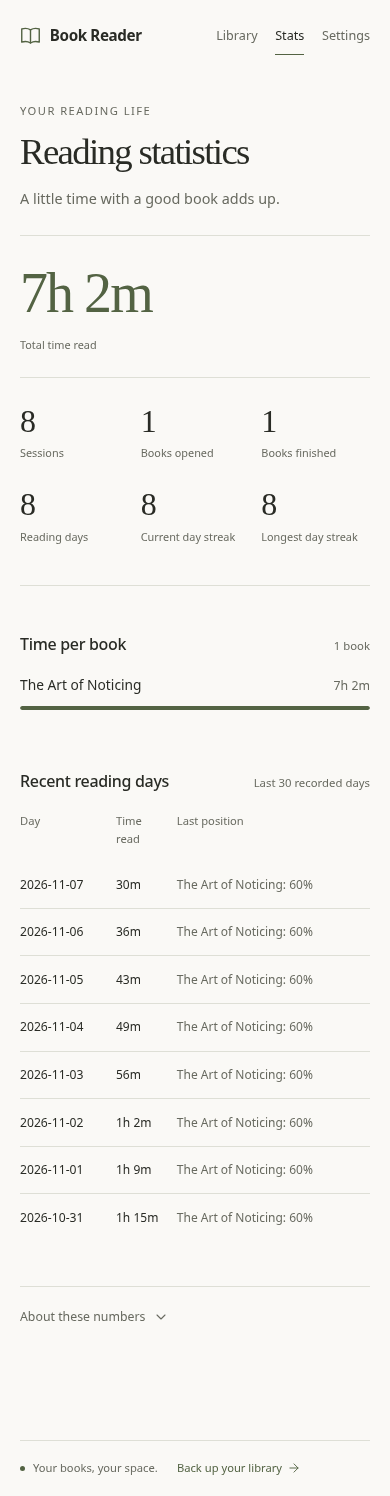 Book Reader Library Stats Settings
YOUR READING LIFE
Reading statistics
A little time with a good book adds up.
7h 2m
Total time read
8 1 1
Sessions Books opened Books finished
8 8 8
Reading days Current day streak Longest day streak
Time per book 1 book
The Art of Noticing 7h 2m
Recent reading days Last 30 recorded days
Day Time read Last position
2026-11-07 30m The Art of Noticing: 60%
2026-11-06 36m The Art of Noticing: 60%
2026-11-05 43m The Art of Noticing: 60%
2026-11-04 49m The Art of Noticing: 60%
2026-11-03 56m The Art of Noticing: 60%
2026-11-02 1h 2m The Art of Noticing: 60%
2026-11-01 1h 9m The Art of Noticing: 60%
2026-10-31 1h 15m The Art of Noticing: 60%
About these numbers
Your books, your space. Back up your library →